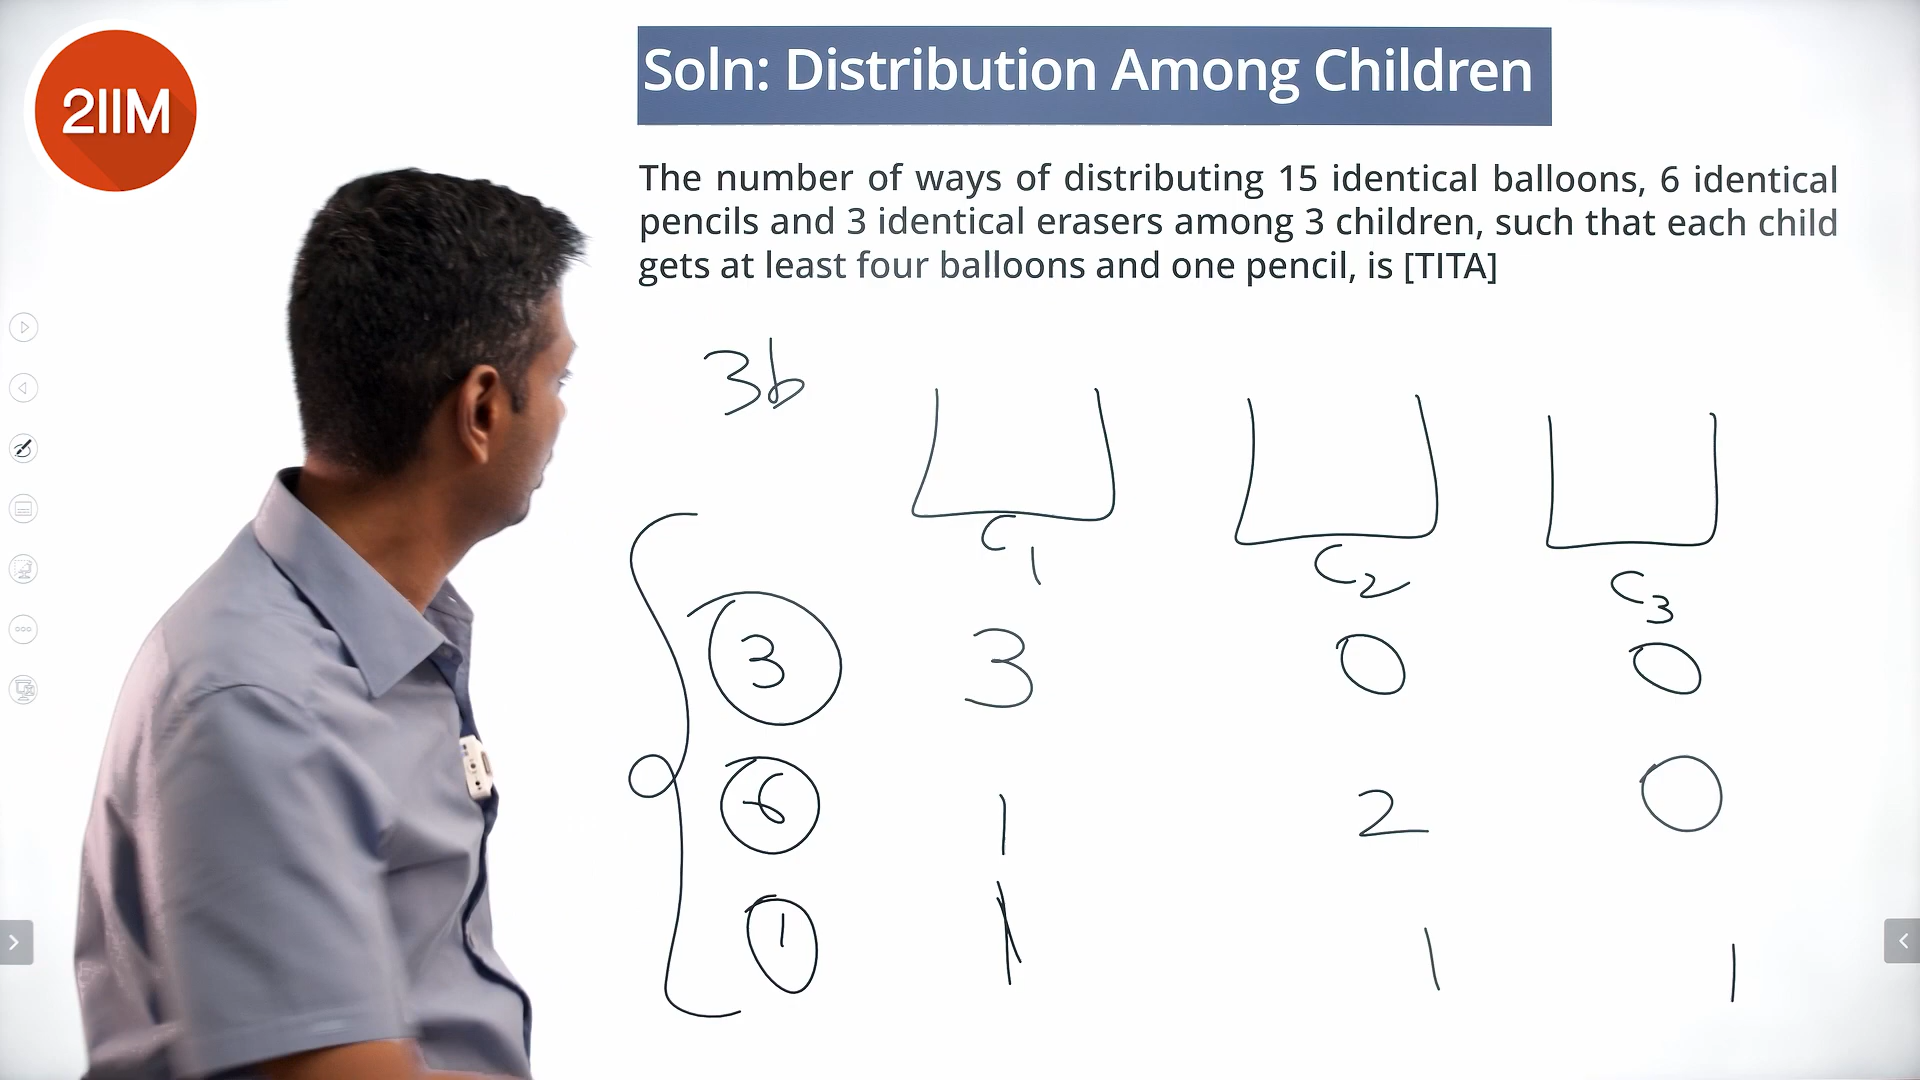 2IIM
Soln: Distribution Among Children
The number of ways of distributing 15 identical balloons, 6 identical
pencils and 3 identical erasers among 3 children, such that each child
gets at least four balloons and one pencil, is [TITA]
3b
C1 C2 C3
3 3 0 0
6 1 2 0
1 1 1 1